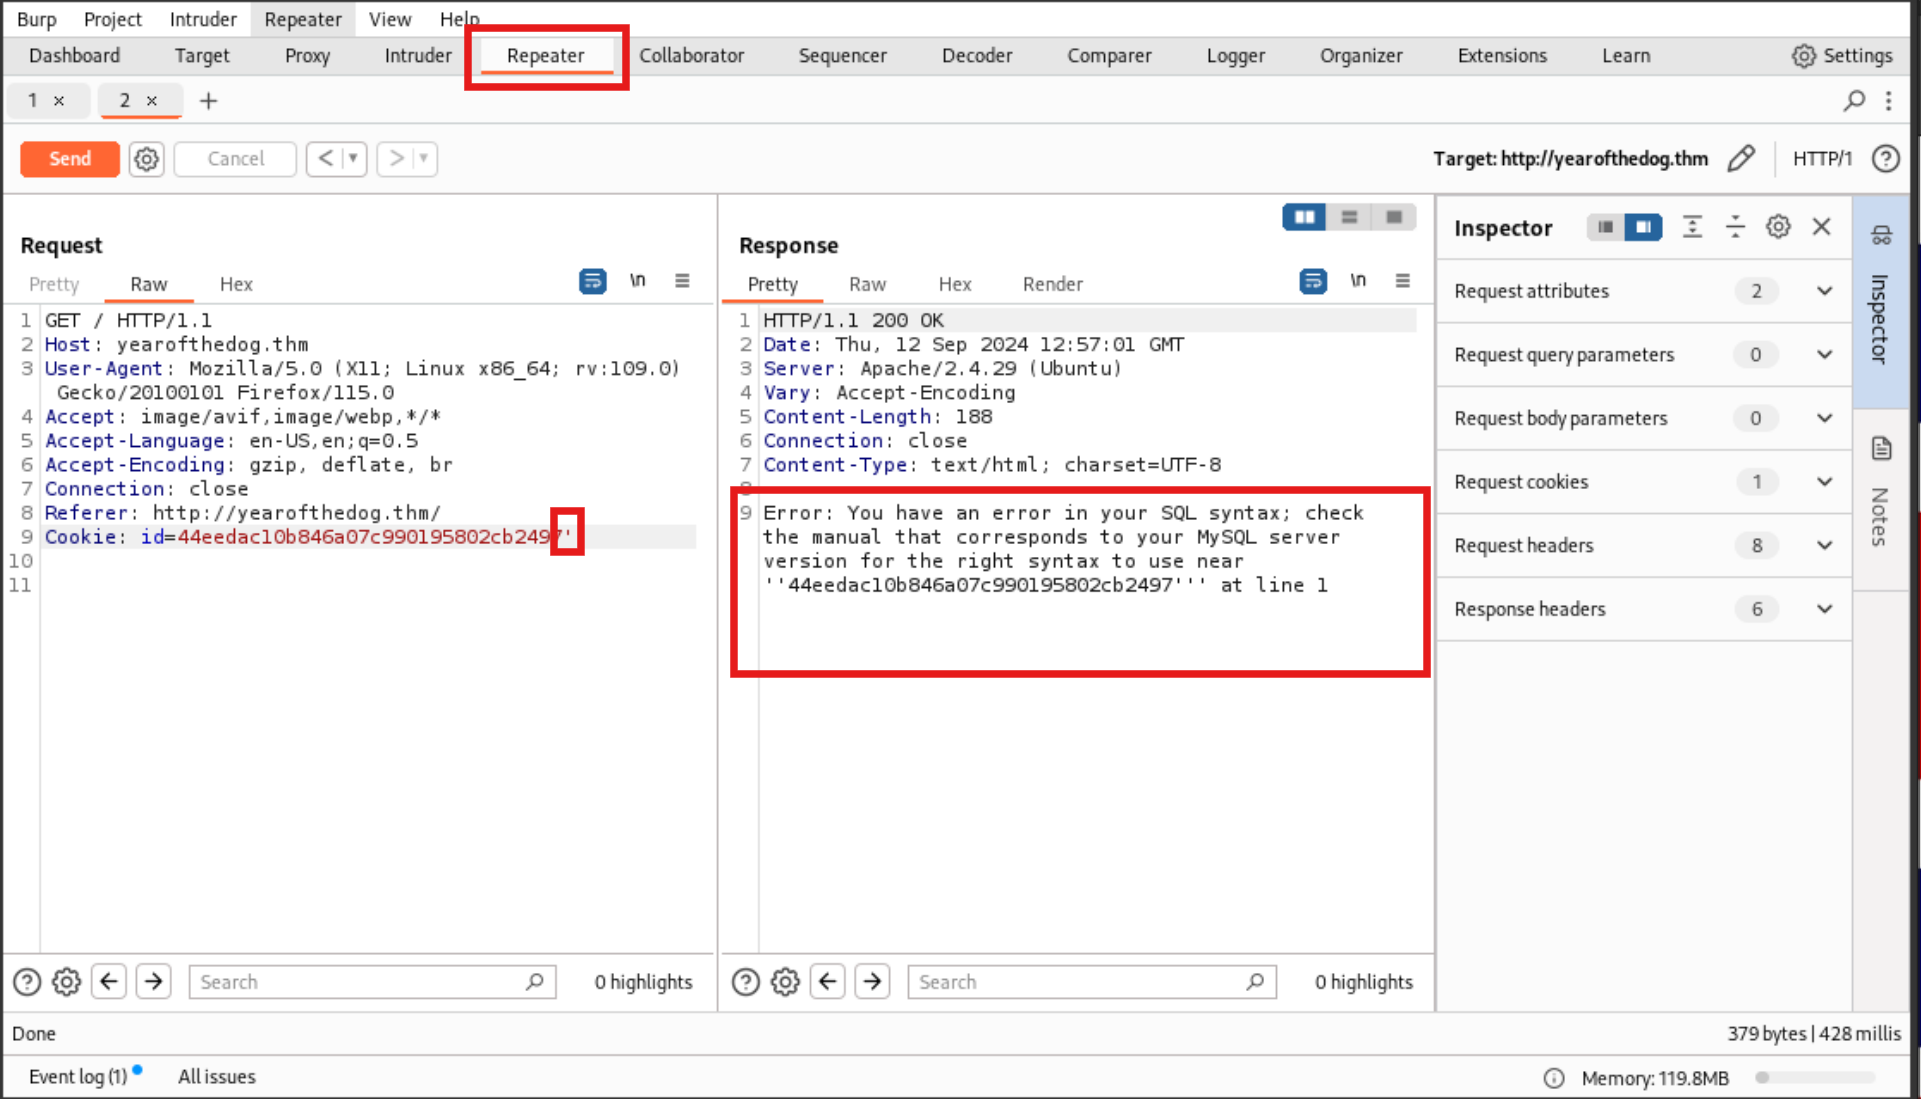 Burp Project Intruder Repeater View Help
Dashboard Target Proxy Intruder Repeater Collaborator Sequencer Decoder Comparer Logger Organizer Extensions Learn Settings
1 × 2 × +
Send Cancel < > Target: http://yearofthedog.thm HTTP/1
Request
Pretty Raw Hex \n
1 GET / HTTP/1.1
2 Host: yearofthedog.thm
3 User-Agent: Mozilla/5.0 (X11; Linux x86_64; rv:109.0)
Gecko/20100101 Firefox/115.0
4 Accept: image/avif,image/webp,*/*
5 Accept-Language: en-US,en;q=0.5
6 Accept-Encoding: gzip, deflate, br
7 Connection: close
8 Referer: http://yearofthedog.thm/
9 Cookie: id=44eedac10b846a07c990195802cb2497'
10
11
Search 0 highlights
Response
Pretty Raw Hex Render \n
1 HTTP/1.1 200 OK
2 Date: Thu, 12 Sep 2024 12:57:01 GMT
3 Server: Apache/2.4.29 (Ubuntu)
4 Vary: Accept-Encoding
5 Content-Length: 188
6 Connection: close
7 Content-Type: text/html; charset=UTF-8
8
9 Error: You have an error in your SQL syntax; check
the manual that corresponds to your MySQL server
version for the right syntax to use near
''44eedac10b846a07c990195802cb2497''' at line 1
Search 0 highlights
Inspector
Request attributes 2
Request query parameters 0
Request body parameters 0
Request cookies 1
Request headers 8
Response headers 6
Inspector
Notes
Done 379 bytes | 428 millis
Event log (1) All issues Memory: 119.8MB